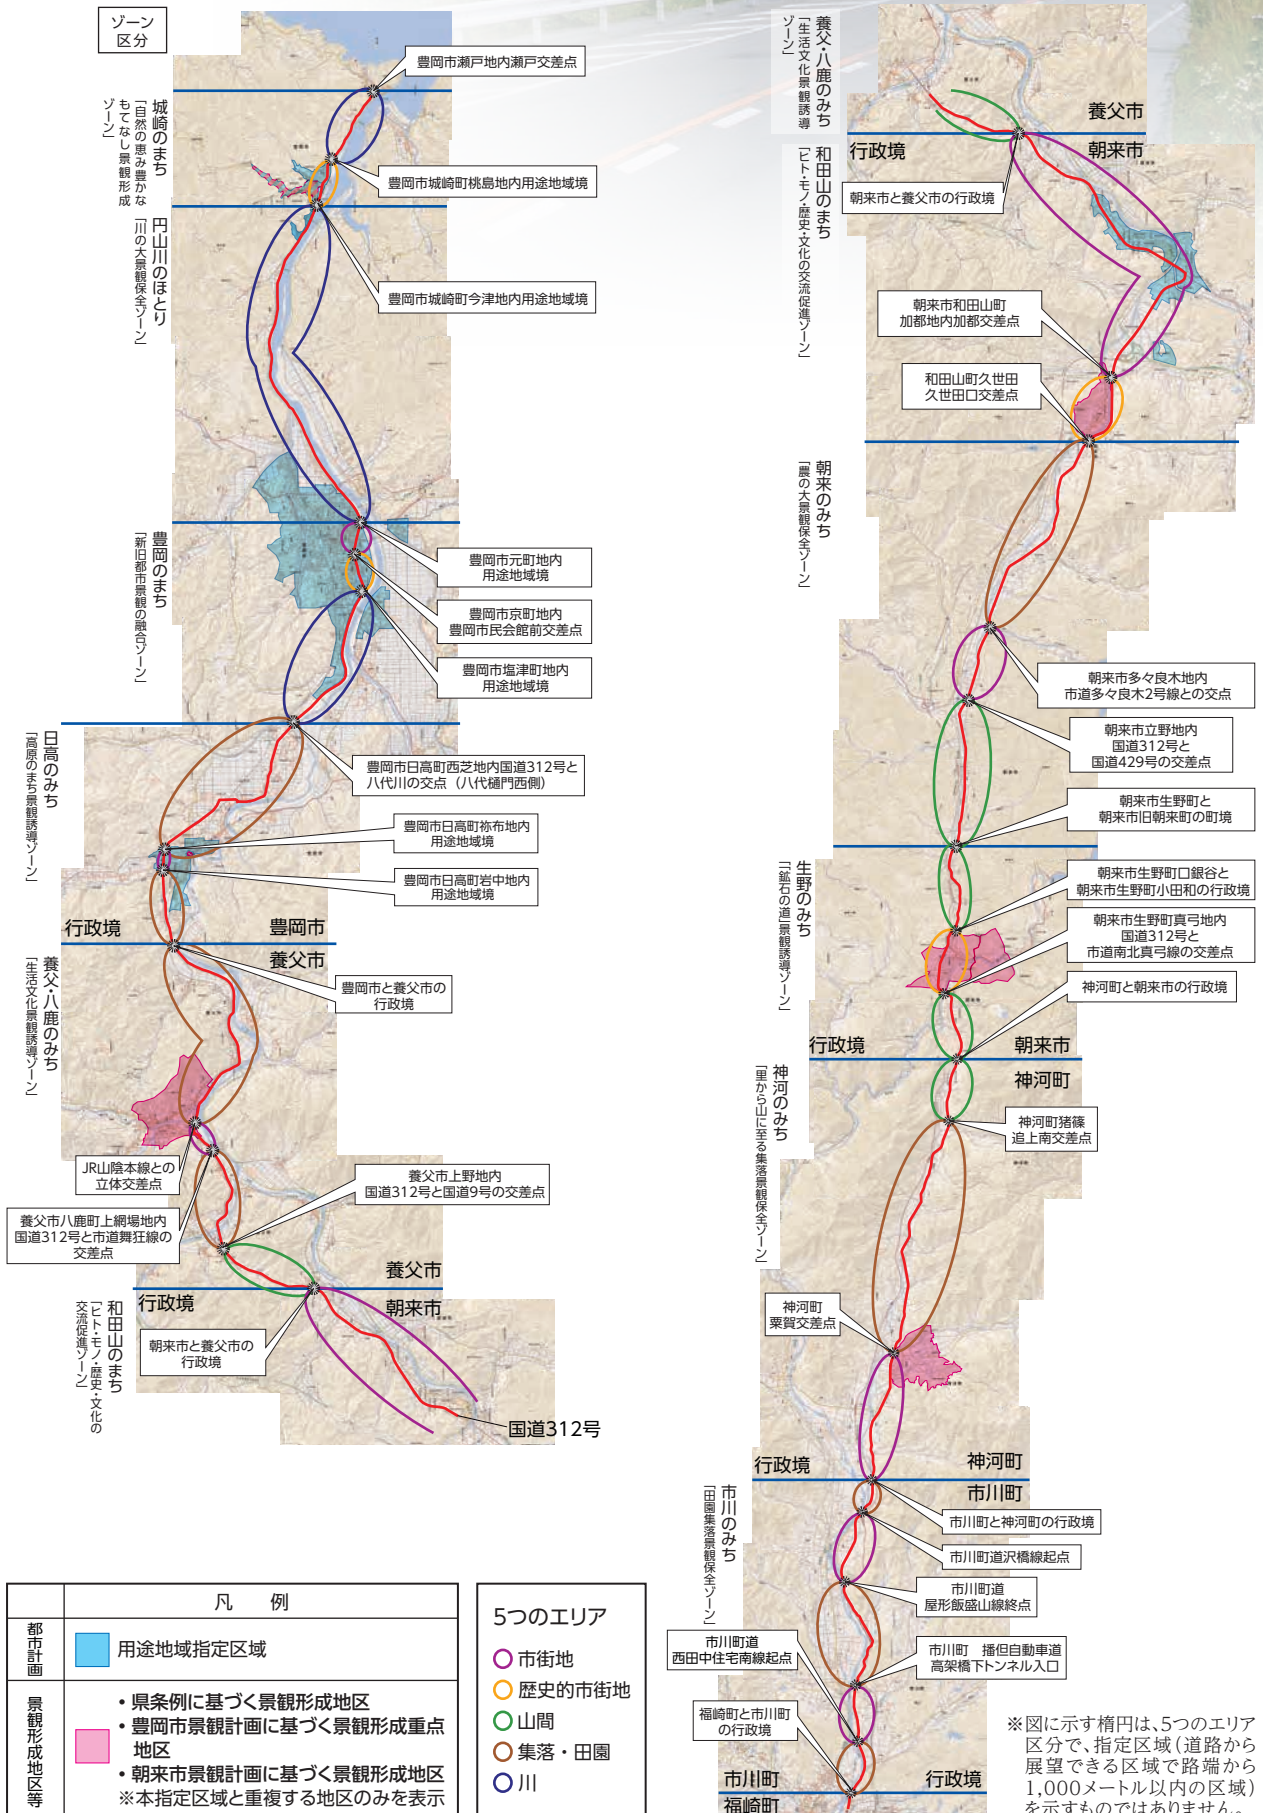 ゾーン
区分
城崎のまち
「自然の恵み豊かな
もてなし景観形成
ゾーン」
円山川のほとり
「川の大景観保全ゾーン」
豊岡のまち
「新旧都市景観の融合ゾーン」
日高のみち
「高原のまち景観誘導ゾーン」
養父・八鹿のみち
「生活文化景観誘導ゾーン」
和田山のまち
「ヒト・モノ・歴史・文化の
交流促進ゾーン」
豊岡市瀬戸地内瀬戸交差点
豊岡市城崎町桃島地内用途地域境
豊岡市城崎町今津地内用途地域境
豊岡市元町地内
用途地域境
豊岡市京町地内
豊岡市民会館前交差点
豊岡市塩津町地内
用途地域境
豊岡市日高町西芝地内国道312号と
八代川の交点（八代樋門西側）
豊岡市日高町祢布地内
用途地域境
豊岡市日高町岩中地内
用途地域境
行政境
豊岡市
養父市
豊岡市と養父市の
行政境
JR山陰本線との
立体交差点
養父市八鹿町上網場地内
国道312号と市道舞狂線の
交差点
養父市上野地内
国道312号と国道9号の交差点
養父市
行政境
朝来市
朝来市と養父市の
行政境
国道312号
養父・八鹿のみち
「生活文化景観誘導
ゾーン」
和田山のまち
「ヒト・モノ・歴史・文化の交流促進ゾーン」
朝来のみち
「農の大景観保全ゾーン」
生野のみち
「「鉱石の道」景観誘導ゾーン」
神河のみち
「里から山に至る集落景観保全ゾーン」
市川のみち
「田園集落景観保全ゾーン」
養父市
行政境
朝来市
朝来市と養父市の行政境
朝来市和田山町
加都地内加都交差点
和田山町久世田
久世田口交差点
朝来市多々良木地内
市道多々良木2号線との交点
朝来市立野地内
国道312号と
国道429号の交差点
朝来市生野町と
朝来市旧朝来町の町境
朝来市生野町口銀谷と
朝来市生野町小田和の行政境
朝来市生野町真弓地内
国道312号と
市道南北真弓線の交差点
神河町と朝来市の行政境
行政境
朝来市
神河町
神河町猪篠
追上南交差点
神河町
粟賀交差点
行政境
神河町
市川町
市川町と神河町の行政境
市川町道沢橋線起点
市川町道
屋形飯盛山線終点
市川町道
西田中住宅南線起点
市川町　播但自動車道
高架橋下トンネル入口
福崎町と市川町
の行政境
市川町
行政境
福崎町
凡　例
都市計画
用途地域指定区域
景観形成地区等
・県条例に基づく景観形成地区
・豊岡市景観計画に基づく景観形成重点
地区
・朝来市景観計画に基づく景観形成地区
※本指定区域と重複する地区のみを表示
5つのエリア
市街地
歴史的市街地
山間
集落・田園
川
※図に示す楕円は、5つのエリア
区分で、指定区域（道路から
展望できる区域で路端から
1,000メートル以内の区域）
を示すものではありません。